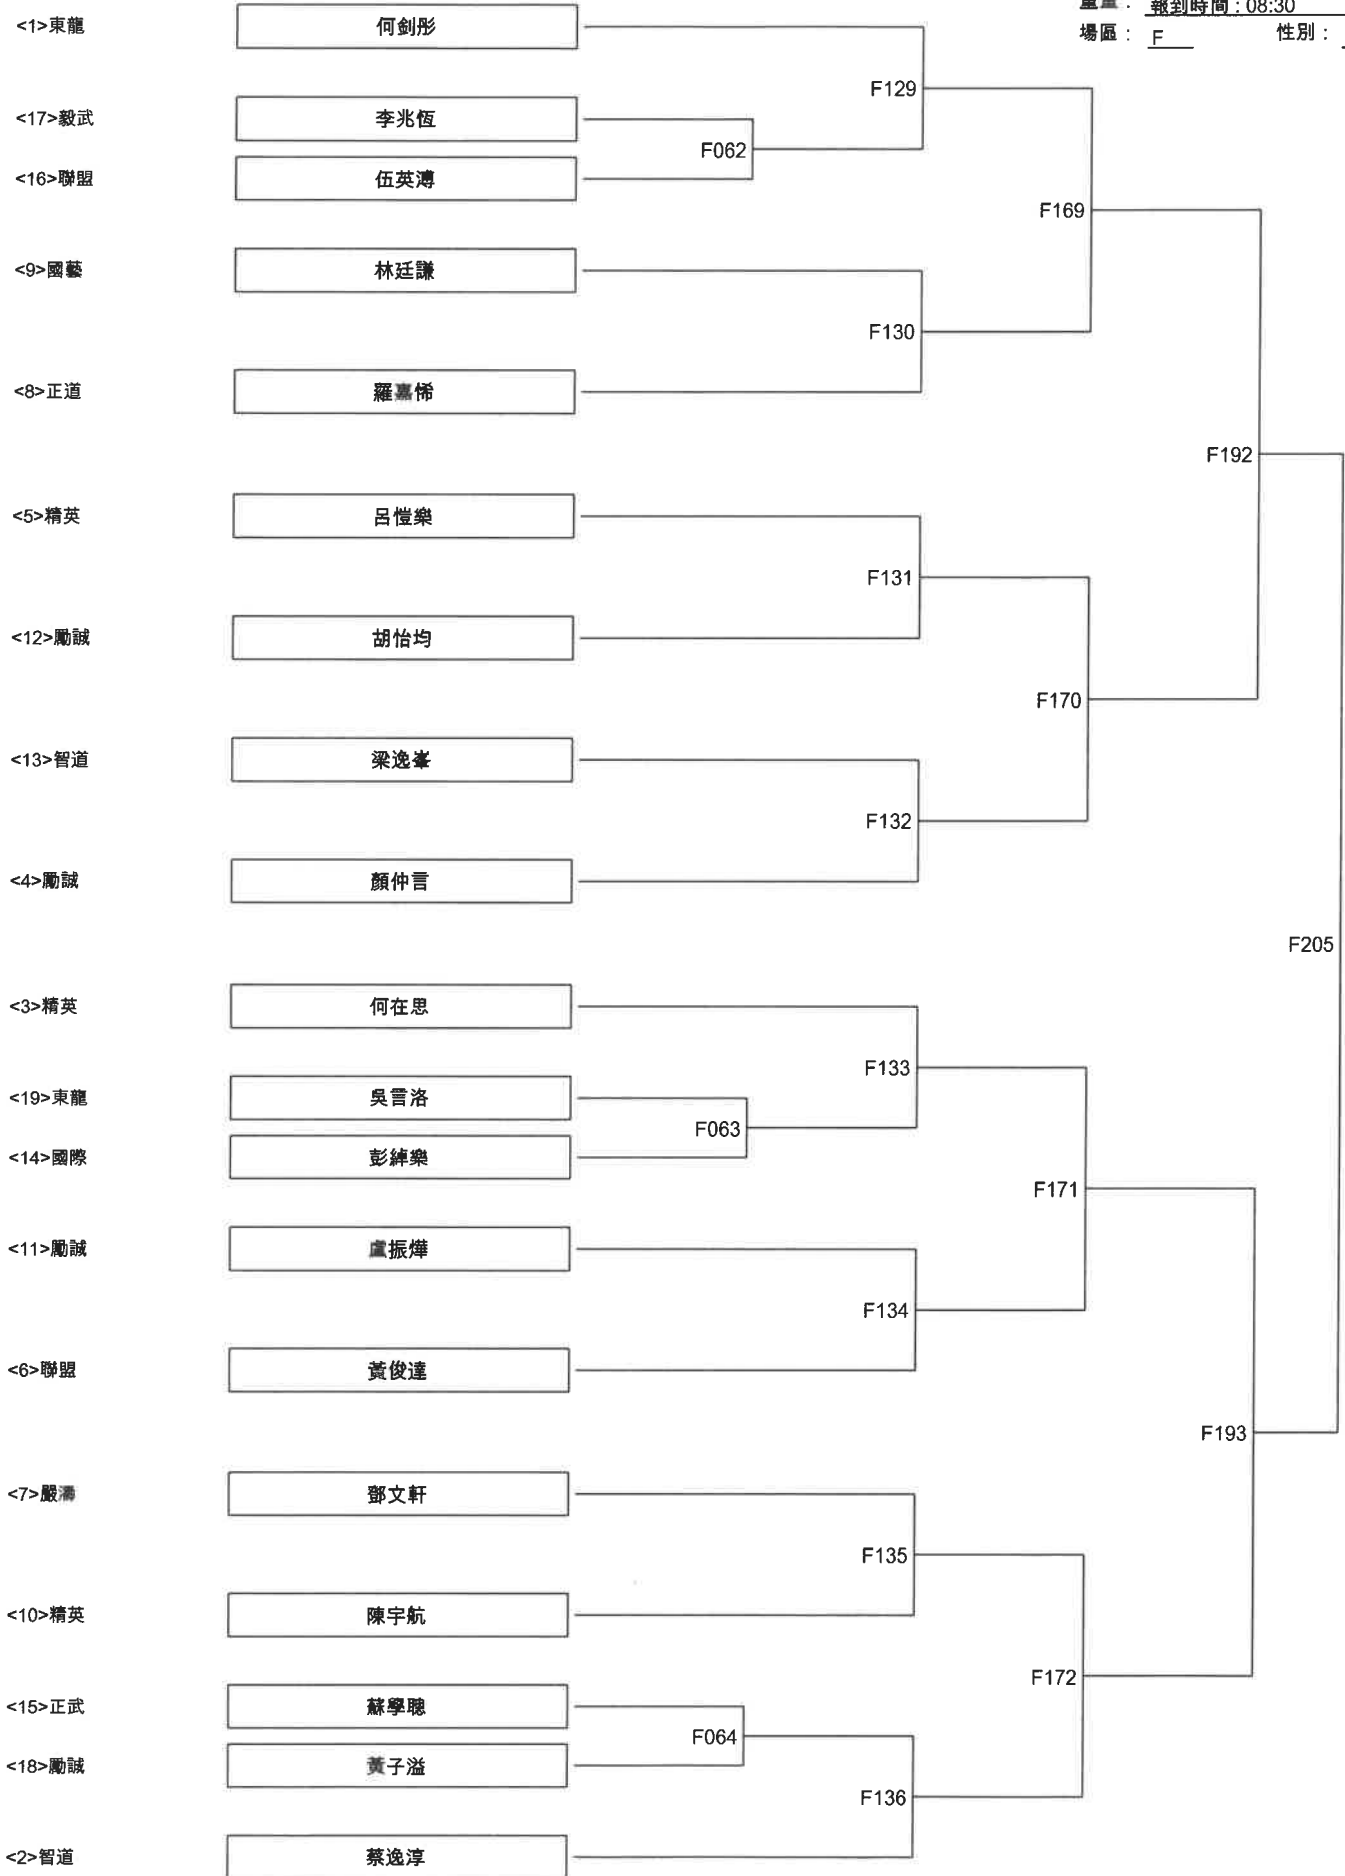 重量： 報到時間 : 08:30
場區： F 性別：
<1>東龍 何釗彤
F129
<17>毅武 李兆恆
F062
<16>聯盟 伍英溥
F169
<9>國藝 林廷謙
F130
<8>正道 羅嘉悕
F192
<5>精英 呂愷樂
F131
<12>勵誠 胡怡均
F170
<13>智道 梁逸峯
F132
<4>勵誠 顏仲言
F205
<3>精英 何在思
F133
<19>東龍 吳雪洛
F063
<14>國際 彭綽樂
F171
<11>勵誠 盧振燁
F134
<6>聯盟 黃俊達
F193
<7>嚴濤 鄧文軒
F135
<10>精英 陳宇航
F172
<15>正武 蘇學聰
F064
<18>勵誠 黃子溢
F136
<2>智道 蔡逸淳